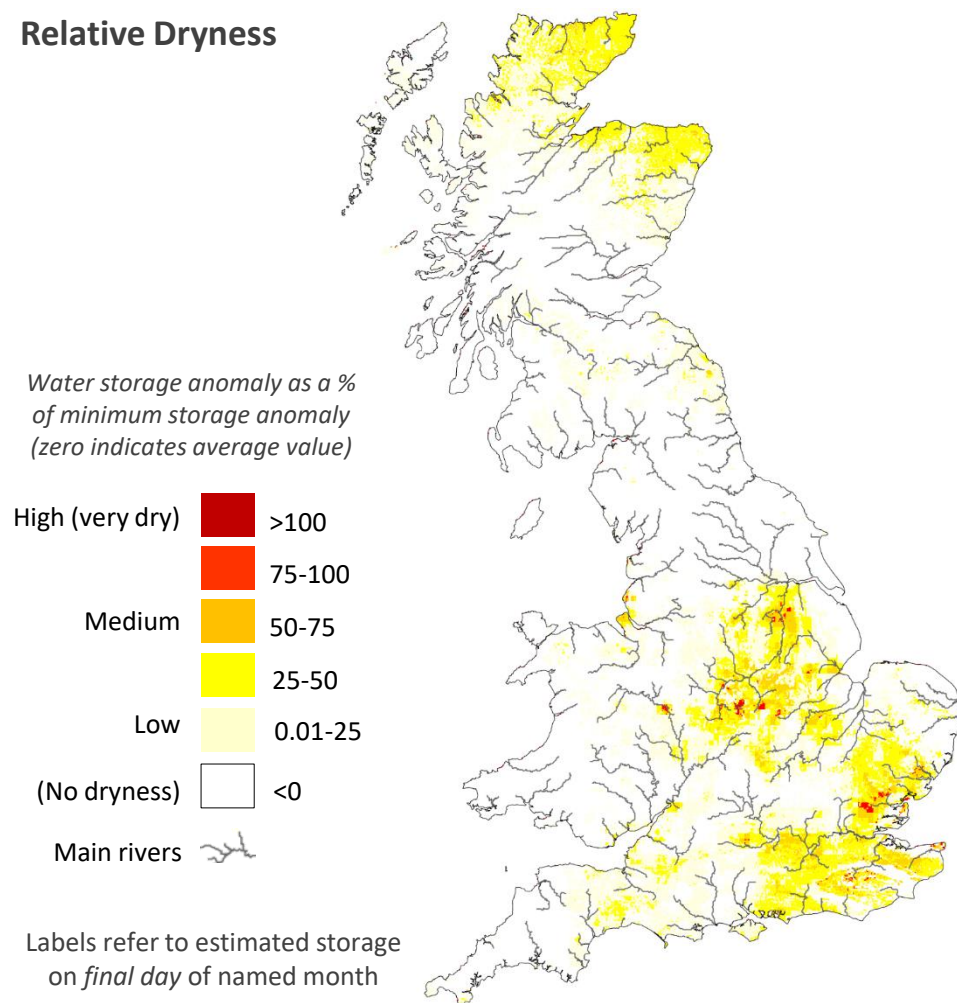 Relative Dryness
Water storage anomaly as a %
of minimum storage anomaly
(zero indicates average value)
High (very dry) >100
75-100
Medium 50-75
25-50
Low 0.01-25
(No dryness) <0
Main rivers
Labels refer to estimated storage
on final day of named month